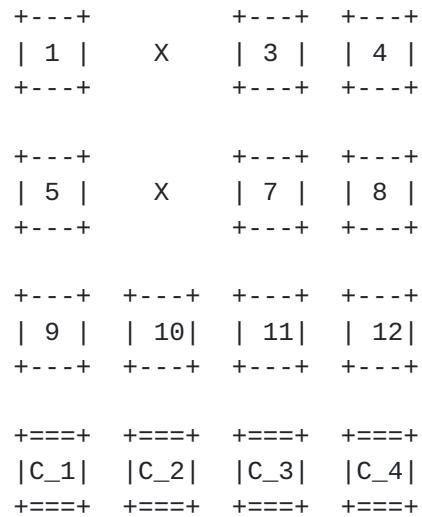 +---+           +---+  +---+
| 1 |     X     | 3 |  | 4 |
+---+           +---+  +---+
+---+           +---+  +---+
| 5 |     X     | 7 |  | 8 |
+---+           +---+  +---+
+---+  +---+  +---+  +---+
| 9 |  | 10|  | 11|  | 12|
+---+  +---+  +---+  +---+
+===+  +===+  +===+  +===+
|C_1|  |C_2|  |C_3|  |C_4|
+===+  +===+  +===+  +===+